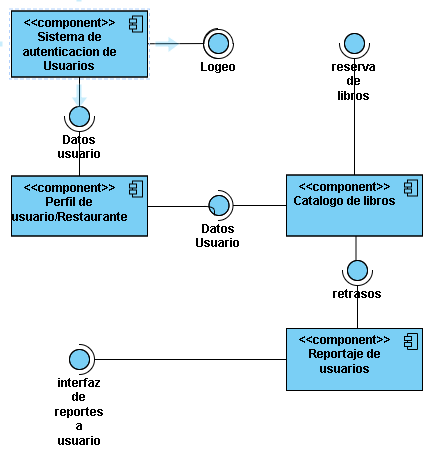 <<component>>
Sistema de
autenticacion de
Usuarios
Logeo
reserva
de
libros
Datos
usuario
<<component>>
Perfil de
usuario/Restaurante
Datos
Usuario
<<component>>
Catalogo de libros
retrasos
<<component>>
Reportaje de
usuarios
interfaz
de
reportes
a
usuario